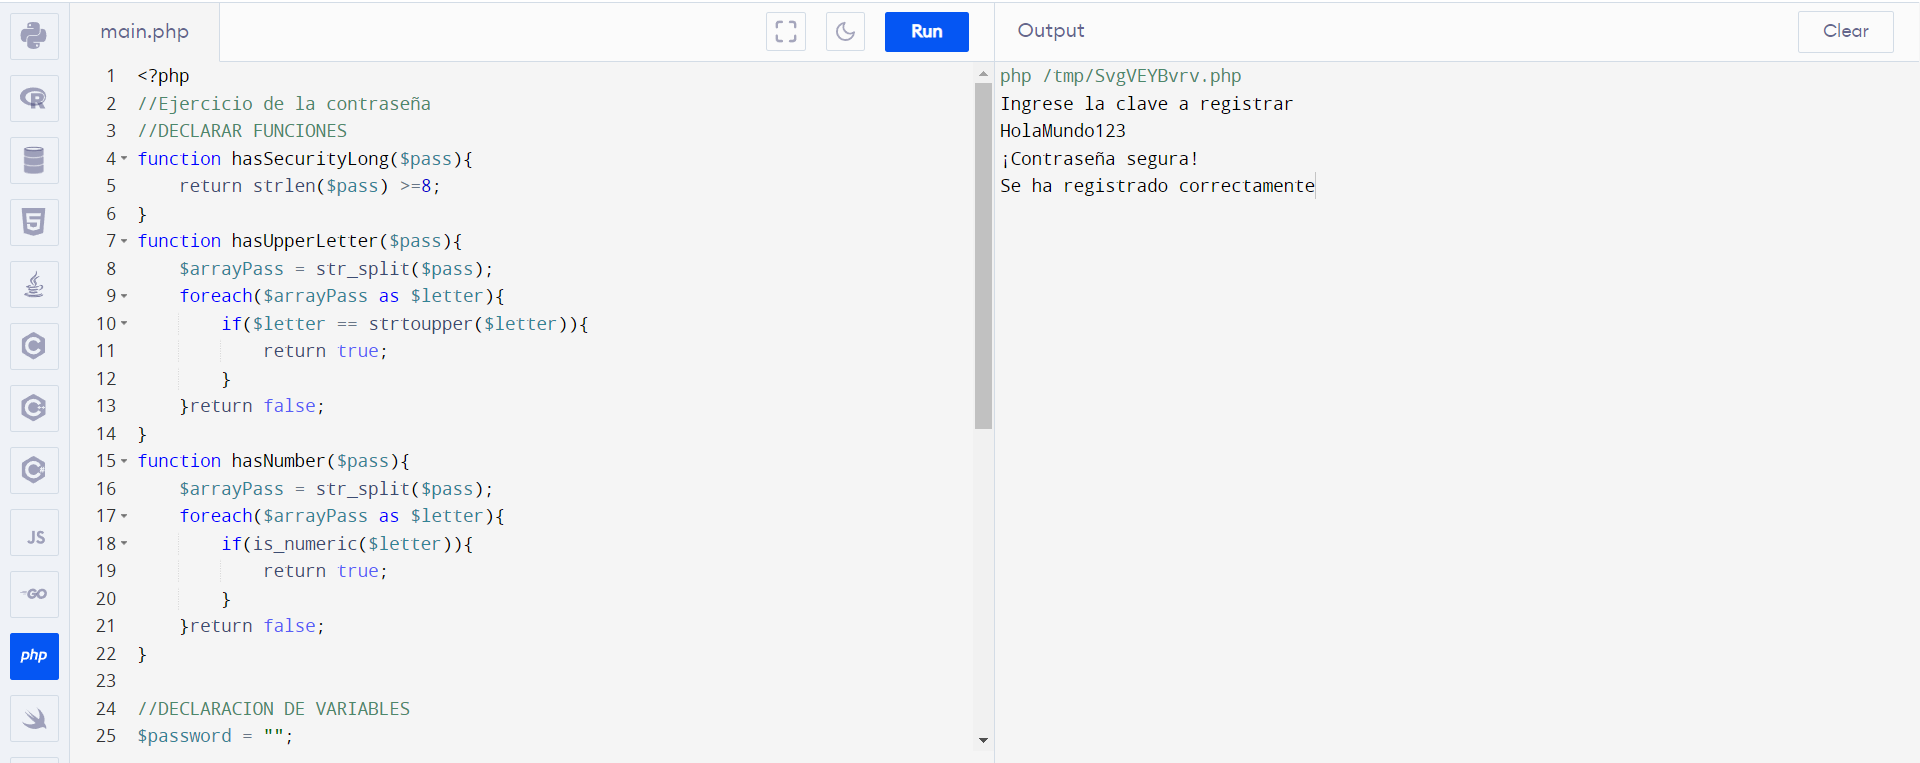 main.php
Run
1 <?php
2 //Ejercicio de la contraseña
3 //DECLARAR FUNCIONES
4 function hasSecurityLong($pass){
5 return strlen($pass) >=8;
6 }
7 function hasUpperLetter($pass){
8 $arrayPass = str_split($pass);
9 foreach($arrayPass as $letter){
10 if($letter == strtoupper($letter)){
11 return true;
12 }
13 }return false;
14 }
15 function hasNumber($pass){
16 $arrayPass = str_split($pass);
17 foreach($arrayPass as $letter){
18 if(is_numeric($letter)){
19 return true;
20 }
21 }return false;
22 }
23
24 //DECLARACION DE VARIABLES
25 $password = "";
Output
Clear
php /tmp/SvgVEYBvrv.php
Ingrese la clave a registrar
HolaMundo123
¡Contraseña segura!
Se ha registrado correctamente
R
5
C
C+
C#
JS
GO
php